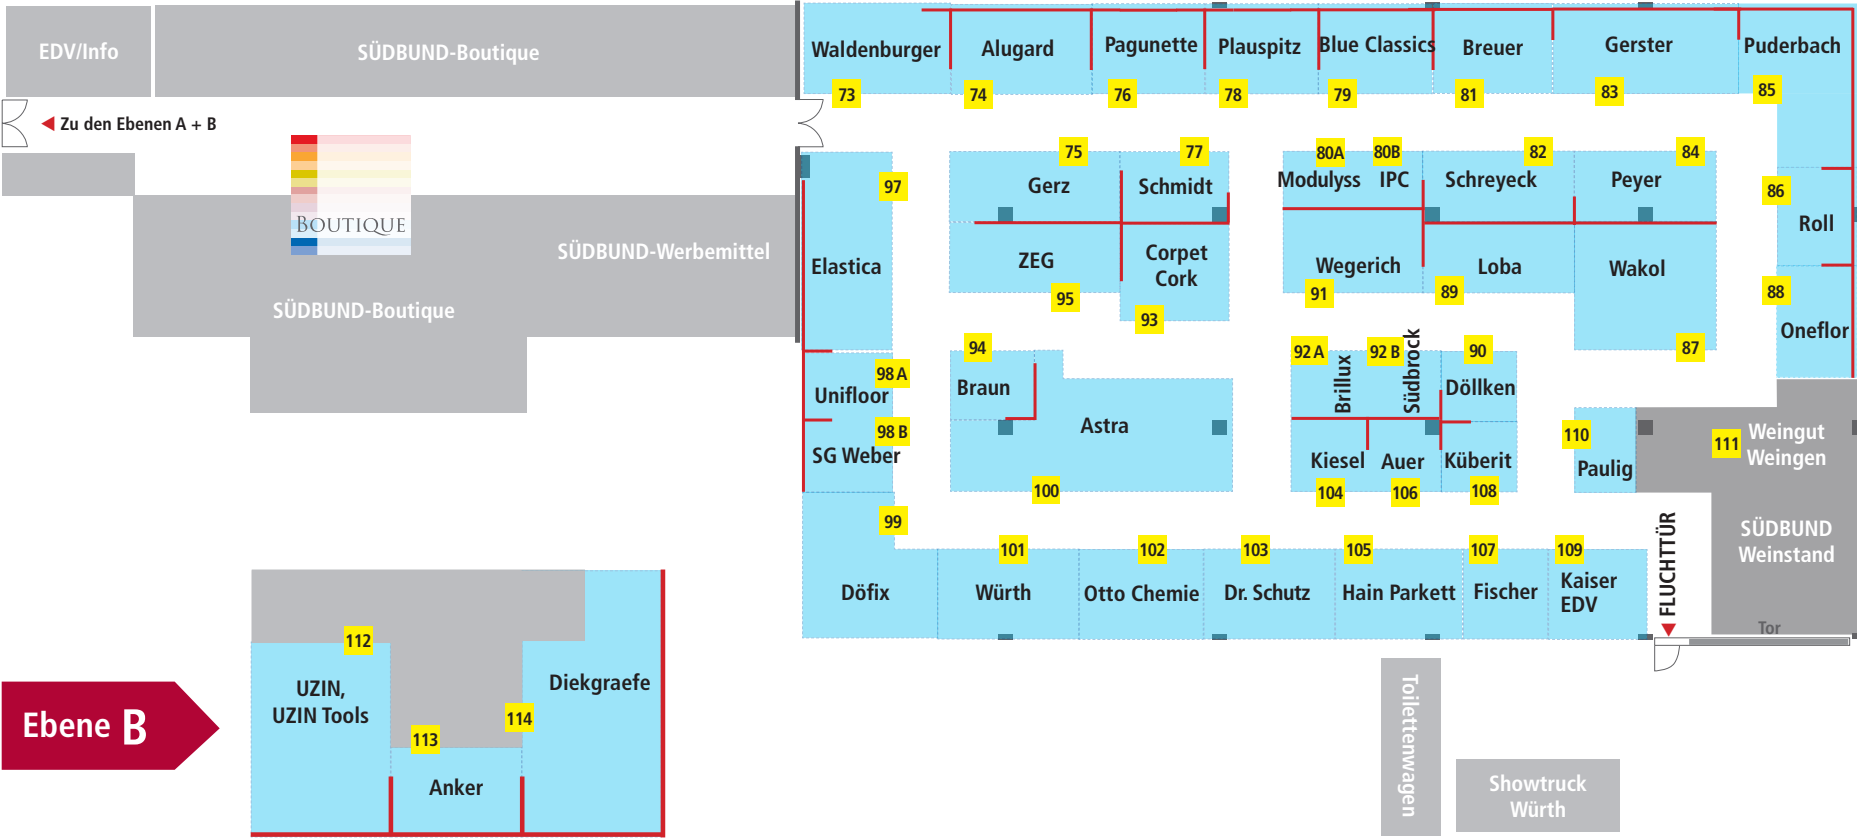 EDV/Info
SÜDBUND-Boutique
Zu den Ebenen A + B
BOUTIQUE
SÜDBUND-Werbemittel
SÜDBUND-Boutique
Waldenburger
73
Alugard
74
Pagunette
76
Plauspitz
78
Blue Classics
79
Breuer
81
Gerster
83
Puderbach
85
97
Elastica
75
Gerz
77
Schmidt
80A
Modulyss
80B
IPC
82
Schreyeck
84
Peyer
86
Roll
ZEG
95
Corpet
Cork
93
Wegerich
91
Loba
89
Wakol
87
88
Oneflor
98 A
Unifloor
98 B
SG Weber
94
Braun
Astra
100
92 A
Brillux
92 B
Südbrock
90
Döllken
Kiesel
104
Auer
106
Küberit
108
110
Paulig
111
Weingut
Weingen
SÜDBUND
Weinstand
FLUCHTTÜR
Tor
99
Döfix
101
Würth
102
Otto Chemie
103
Dr. Schutz
105
Hain Parkett
107
Fischer
109
Kaiser
EDV
Ebene B
112
UZIN,
UZIN Tools
113
Anker
114
Diekgraefe
Toilettenwagen
Showtruck
Würth